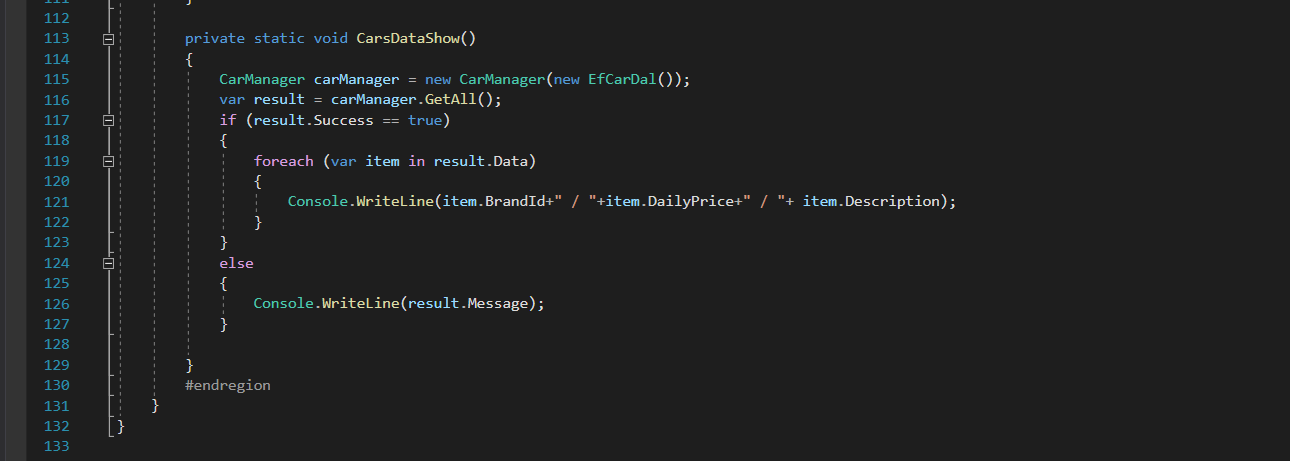 111 }
112
113 private static void CarsDataShow()
114 {
115 CarManager carManager = new CarManager(new EfCarDal());
116 var result = carManager.GetAll();
117 if (result.Success == true)
118 {
119 foreach (var item in result.Data)
120 {
121 Console.WriteLine(item.BrandId+" / "+item.DailyPrice+" / "+ item.Description);
122 }
123 }
124 else
125 {
126 Console.WriteLine(result.Message);
127 }
128
129 }
130 #endregion
131 }
132 }
133